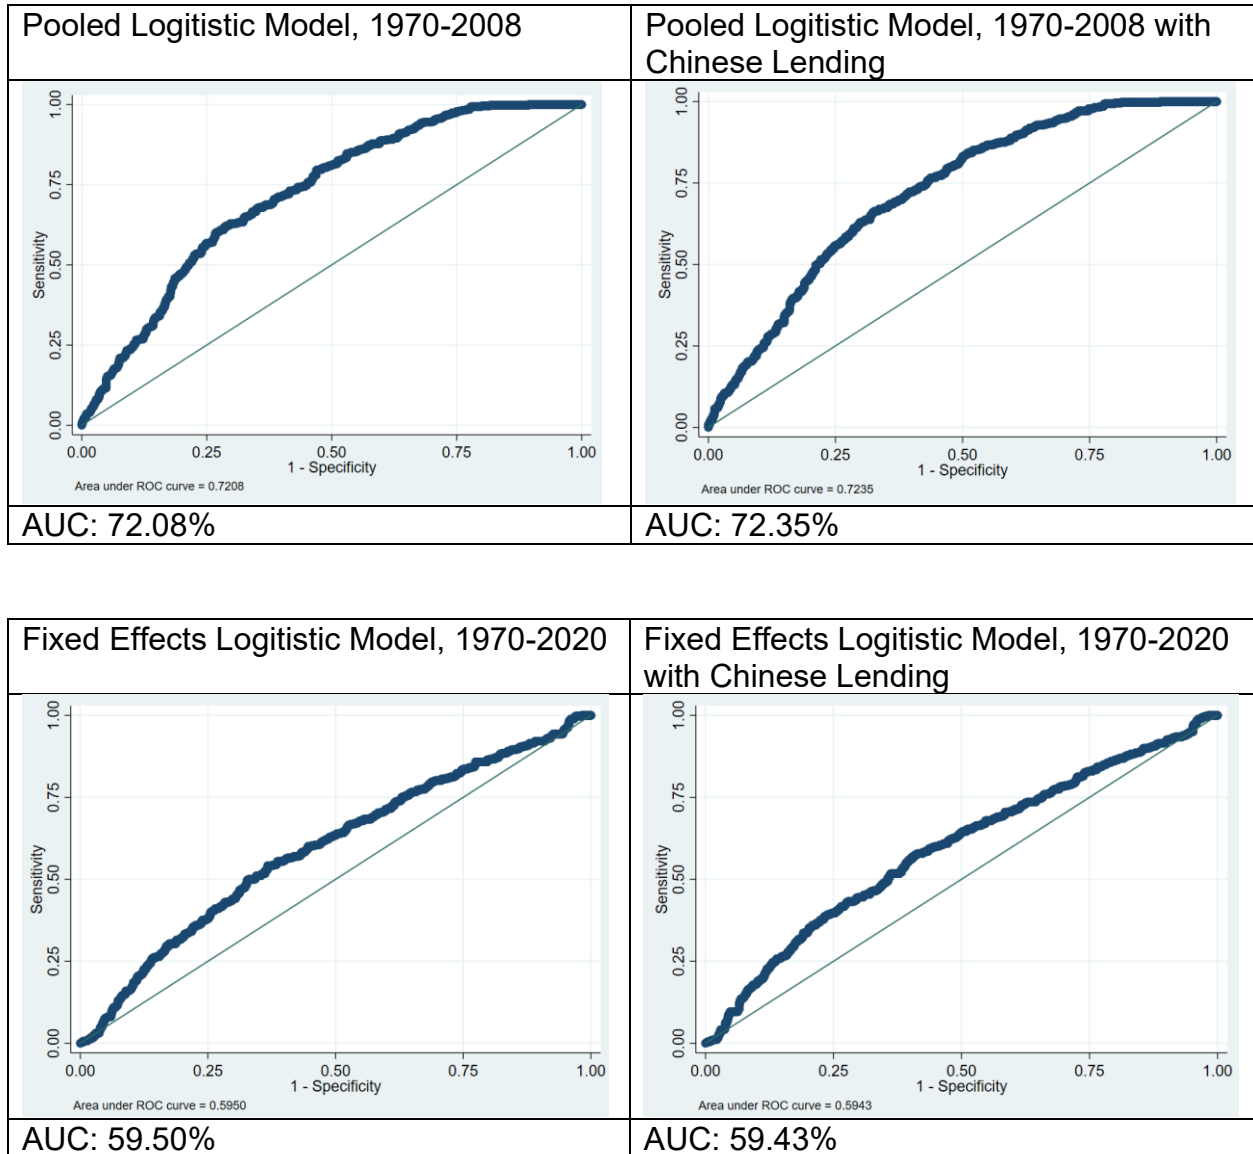 Pooled Logitistic Model, 1970-2008
Pooled Logitistic Model, 1970-2008 with
Chinese Lending
1.00
0.75
Sensitivity
0.50
0.25
0.00
0.00 0.25 0.50 0.75 1.00
1 - Specificity
Area under ROC curve = 0.7208
1.00
0.75
Sensitivity
0.50
0.25
0.00
0.00 0.25 0.50 0.75 1.00
1 - Specificity
Area under ROC curve = 0.7235
AUC: 72.08%
AUC: 72.35%
Fixed Effects Logitistic Model, 1970-2020
Fixed Effects Logitistic Model, 1970-2020
with Chinese Lending
1.00
0.75
Sensitivity
0.50
0.25
0.00
0.00 0.25 0.50 0.75 1.00
1 - Specificity
Area under ROC curve = 0.5950
1.00
0.75
Sensitivity
0.50
0.25
0.00
0.00 0.25 0.50 0.75 1.00
1 - Specificity
Area under ROC curve = 0.5943
AUC: 59.50%
AUC: 59.43%